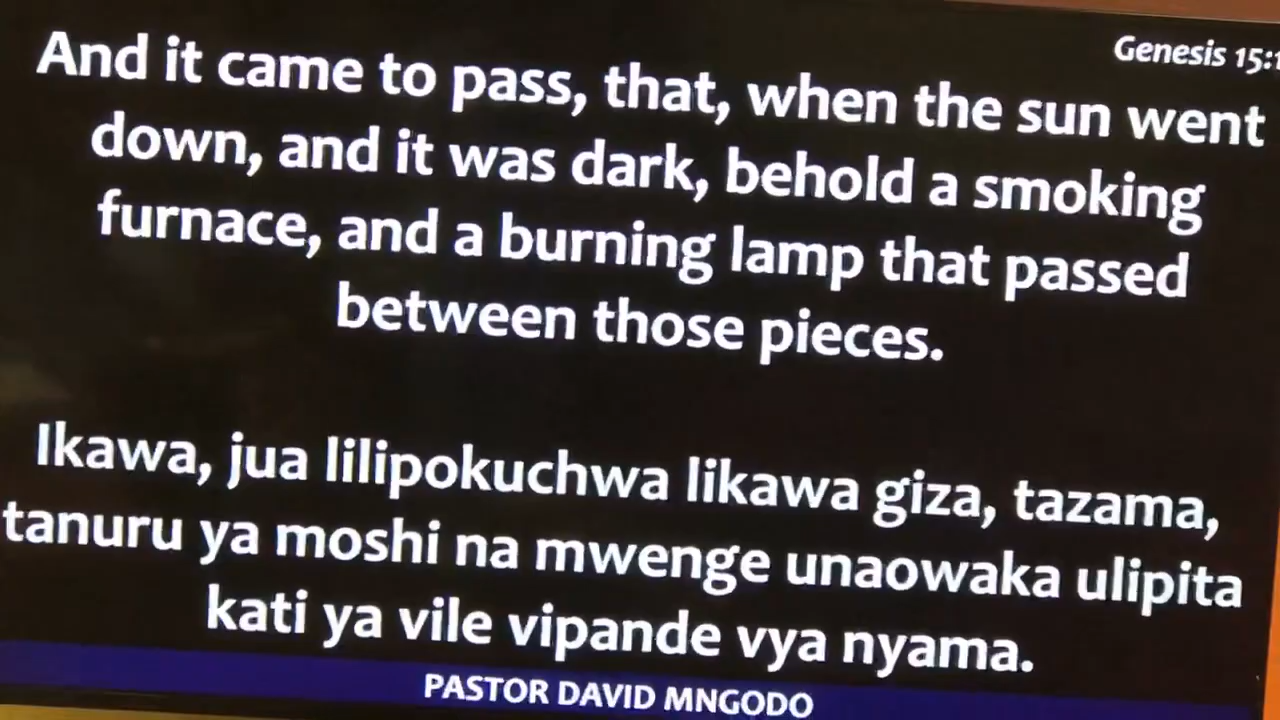 Genesis 15:1
And it came to pass, that, when the sun went
down, and it was dark, behold a smoking
furnace, and a burning lamp that passed
between those pieces.
Ikawa, jua lilipokuchwa likawa giza, tazama,
tanuru ya moshi na mwenge unaowaka ulipita
kati ya vile vipande vya nyama.
PASTOR DAVID MNGODO